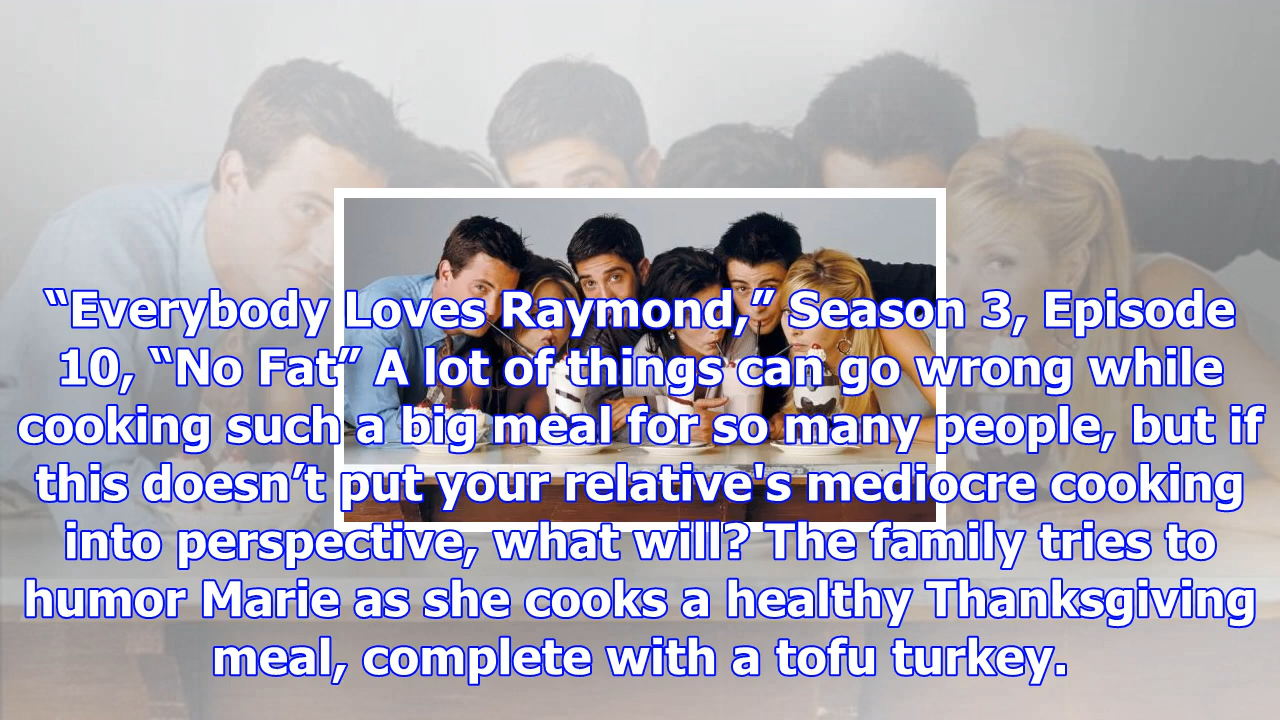 “Everybody Loves Raymond,” Season 3, Episode
10, “No Fat” A lot of things can go wrong while
cooking such a big meal for so many people, but if
this doesn’t put your relative's mediocre cooking
into perspective, what will? The family tries to
humor Marie as she cooks a healthy Thanksgiving
meal, complete with a tofu turkey.